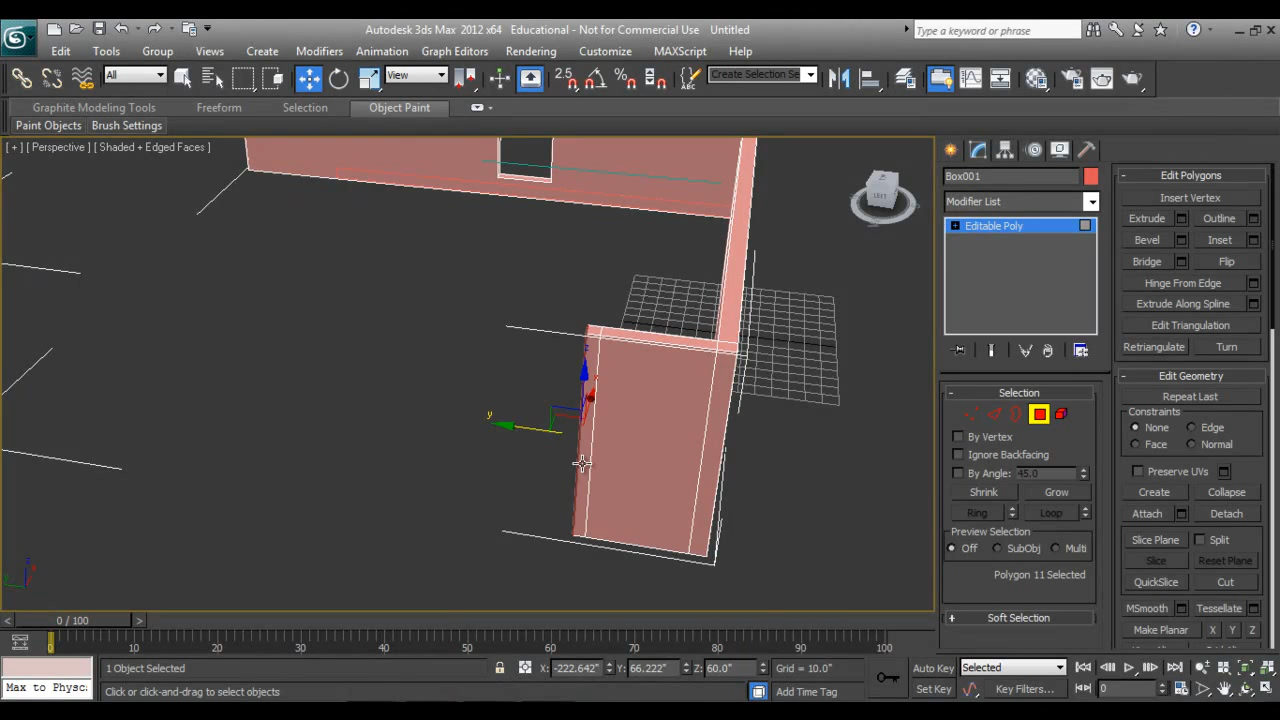 Autodesk 3ds Max 2012 x64 Educational - Not for Commercial Use Untitled
Type a keyword or phrase
Edit Tools Group Views Create Modifiers Animation Graph Editors Rendering Customize MAXScript Help
All View 2.5 Create Selection Se
Graphite Modeling Tools Freeform Selection Object Paint
Paint Objects Brush Settings
[ + ] [ Perspective ] [ Shaded + Edged Faces ]
Box001
Modifier List
Editable Poly
Selection
By Vertex
Ignore Backfacing
By Angle: 45.0
Shrink Grow
Ring Loop
Preview Selection
Off SubObj Multi
Polygon 11 Selected
Soft Selection
Edit Polygons
Insert Vertex
Extrude Outline
Bevel Inset
Bridge Flip
Hinge From Edge
Extrude Along Spline
Edit Triangulation
Retriangulate Turn
Edit Geometry
Repeat Last
Constraints
None Edge
Face Normal
Preserve UVs
Create Collapse
Attach Detach
Slice Plane Split
Slice Reset Plane
QuickSlice Cut
MSmooth Tessellate
Make Planar X Y Z
y
z
0 / 100
0 10 20 30 40 50 60 70 80 90 100
1 Object Selected X: -222.642" Y: 66.222" Z: 60.0" Grid = 10.0" Auto Key Selected
Max to Physc Click or click-and-drag to select objects Add Time Tag Set Key Key Filters... 0